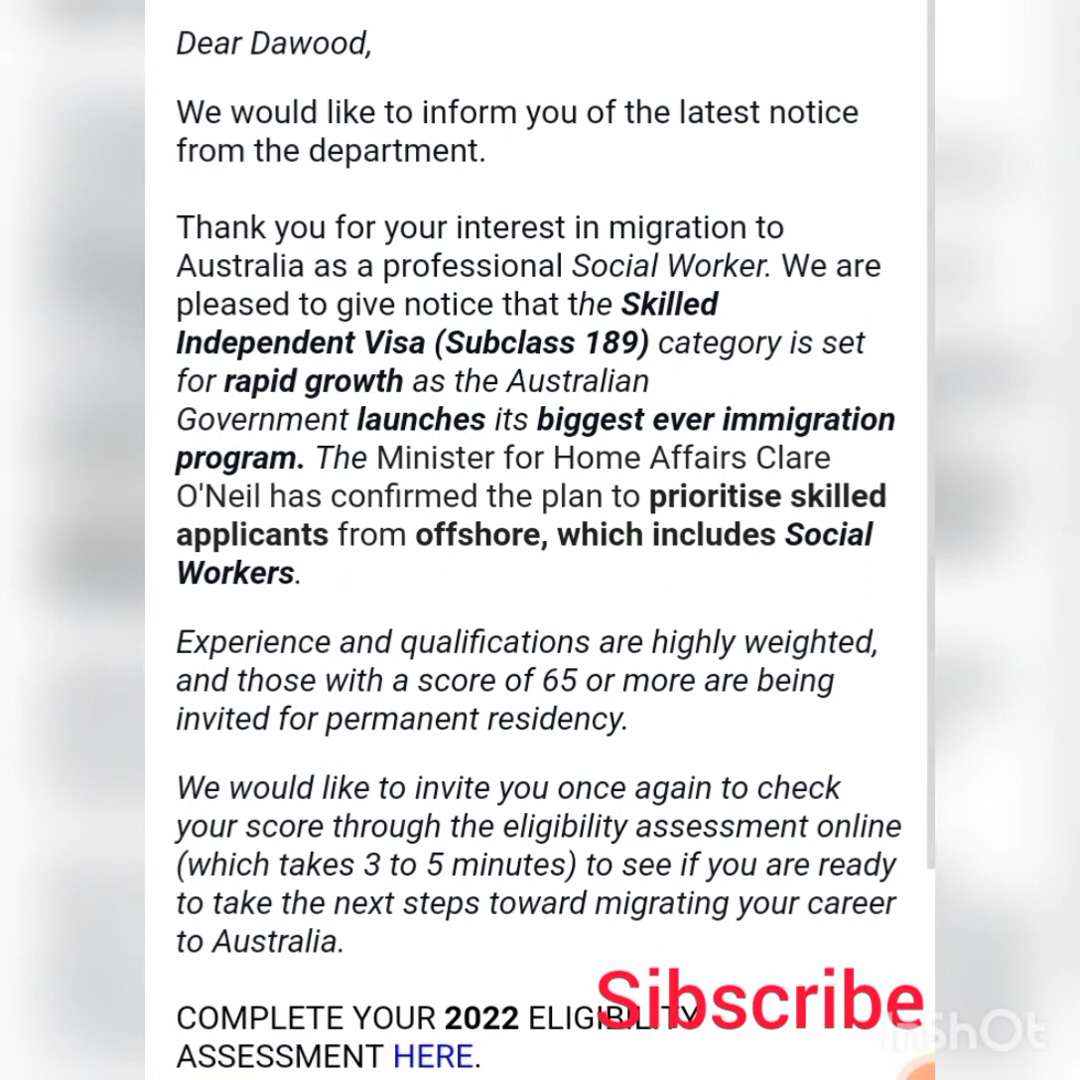 Dear Dawood,
We would like to inform you of the latest notice
from the department.
Thank you for your interest in migration to
Australia as a professional Social Worker. We are
pleased to give notice that the Skilled
Independent Visa (Subclass 189) category is set
for rapid growth as the Australian
Government launches its biggest ever immigration
program. The Minister for Home Affairs Clare
O'Neil has confirmed the plan to prioritise skilled
applicants from offshore, which includes Social
Workers.
Experience and qualifications are highly weighted,
and those with a score of 65 or more are being
invited for permanent residency.
We would like to invite you once again to check
your score through the eligibility assessment online
(which takes 3 to 5 minutes) to see if you are ready
to take the next steps toward migrating your career
to Australia.
Sibscribe
COMPLETE YOUR 2022 ELIGIBILITY
ASSESSMENT HERE.
InShOt